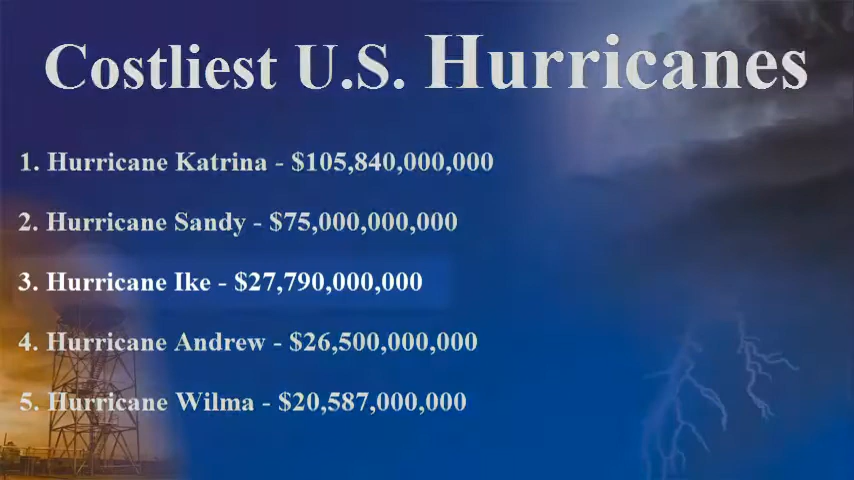 Costliest U.S. Hurricanes
1. Hurricane Katrina - $105,840,000,000
2. Hurricane Sandy - $75,000,000,000
3. Hurricane Ike - $27,790,000,000
4. Hurricane Andrew - $26,500,000,000
5. Hurricane Wilma - $20,587,000,000